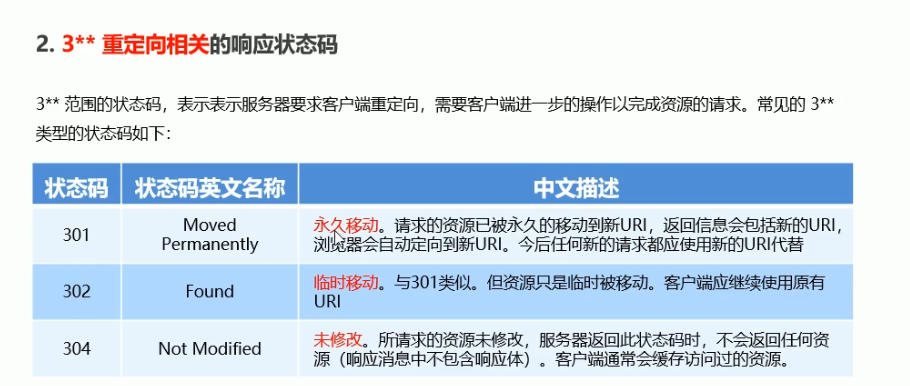 2. 3** 重定向相关的响应状态码
3** 范围的状态码，表示表示服务器要求客户端重定向，需要客户端进一步的操作以完成资源的请求。常见的 3**
类型的状态码如下：
状态码 状态码英文名称 中文描述
301 Moved Permanently 永久移动。请求的资源已被永久的移动到新URI，返回信息会包括新的URI，
浏览器会自动定向到新URI。今后任何新的请求都应使用新的URI代替
302 Found 临时移动。与301类似。但资源只是临时被移动。客户端应继续使用原有
URI
304 Not Modified 未修改。所请求的资源未修改，服务器返回此状态码时，不会返回任何资
源（响应消息中不包含响应体）。客户端通常会缓存访问过的资源。